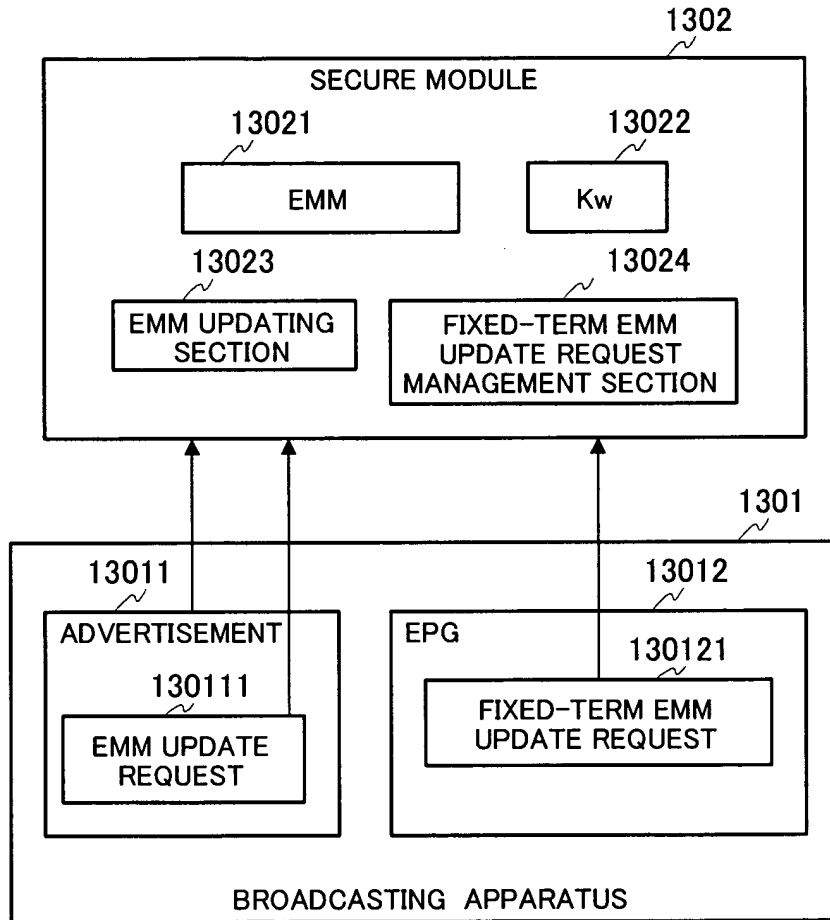 1302
SECURE MODULE
13021
13022
EMM
Kw
13023
13024
EMM UPDATING
SECTION
FIXED-TERM EMM
UPDATE REQUEST
MANAGEMENT SECTION
1301
13011
13012
ADVERTISEMENT
EPG
130111
130121
EMM UPDATE
REQUEST
FIXED-TERM EMM
UPDATE REQUEST
BROADCASTING APPARATUS